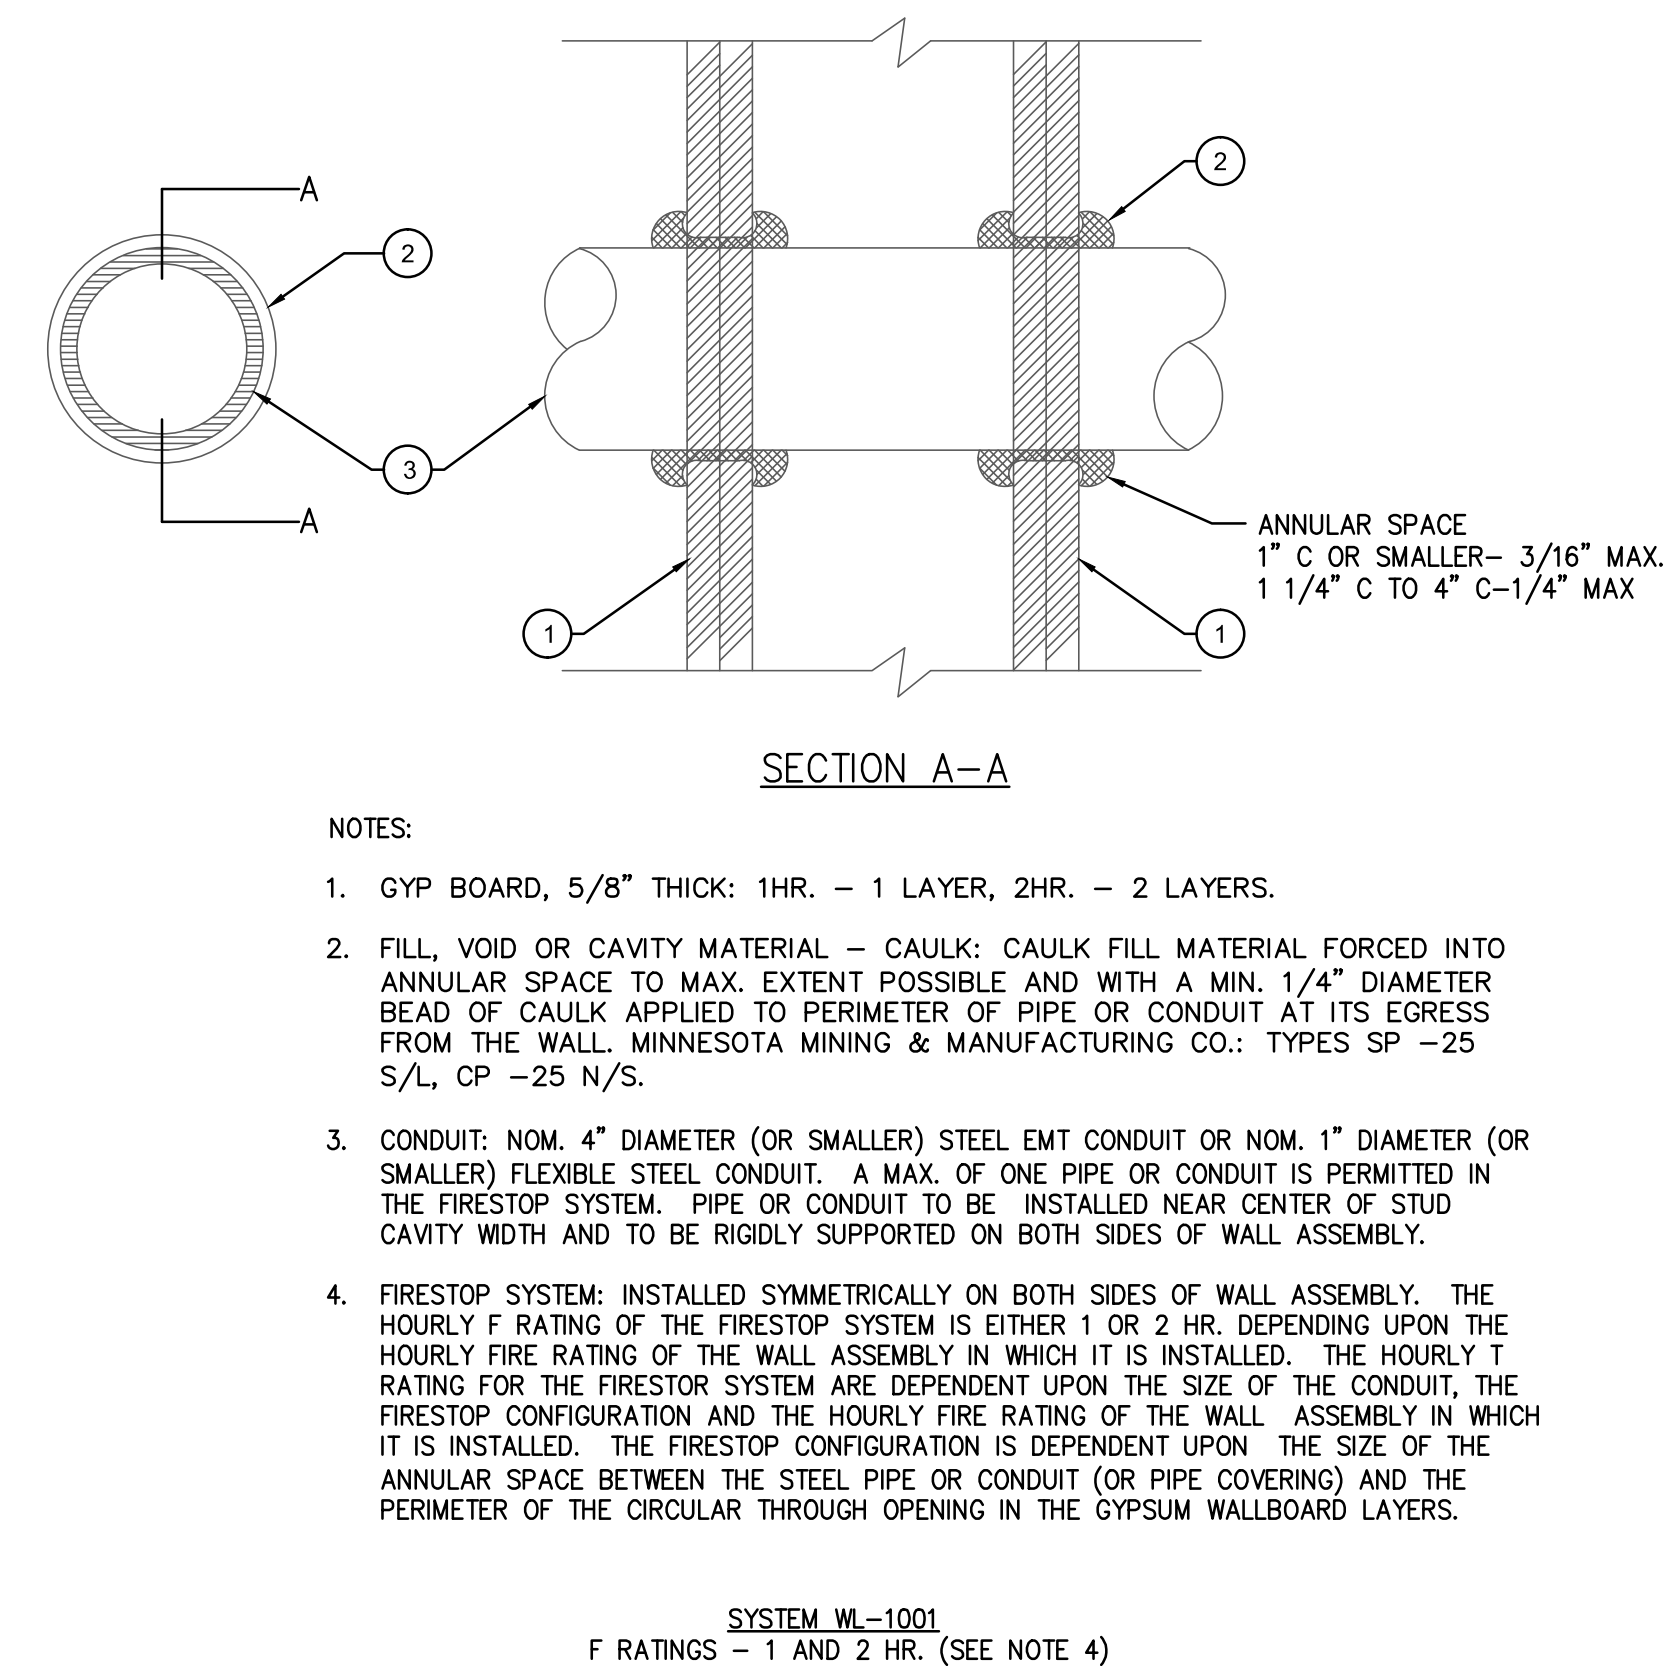 A
2
2
3
A
ANNULAR SPACE
1" C OR SMALLER– 3/16" MAX.
1 1/4" C TO 4" C–1/4" MAX
1
1
SECTION A–A
NOTES:
1. GYP BOARD, 5/8" THICK: 1HR. – 1 LAYER, 2HR. – 2 LAYERS.
2. FILL, VOID OR CAVITY MATERIAL – CAULK: CAULK FILL MATERIAL FORCED INTO
ANNULAR SPACE TO MAX. EXTENT POSSIBLE AND WITH A MIN. 1/4" DIAMETER
BEAD OF CAULK APPLIED TO PERIMETER OF PIPE OR CONDUIT AT ITS EGRESS
FROM THE WALL. MINNESOTA MINING & MANUFACTURING CO.: TYPES SP –25
S/L, CP –25 N/S.
3. CONDUIT: NOM. 4" DIAMETER (OR SMALLER) STEEL EMT CONDUIT OR NOM. 1" DIAMETER (OR
SMALLER) FLEXIBLE STEEL CONDUIT. A MAX. OF ONE PIPE OR CONDUIT IS PERMITTED IN
THE FIRESTOP SYSTEM. PIPE OR CONDUIT TO BE INSTALLED NEAR CENTER OF STUD
CAVITY WIDTH AND TO BE RIGIDLY SUPPORTED ON BOTH SIDES OF WALL ASSEMBLY.
4. FIRESTOP SYSTEM: INSTALLED SYMMETRICALLY ON BOTH SIDES OF WALL ASSEMBLY. THE
HOURLY F RATING OF THE FIRESTOP SYSTEM IS EITHER 1 OR 2 HR. DEPENDING UPON THE
HOURLY FIRE RATING OF THE WALL ASSEMBLY IN WHICH IT IS INSTALLED. THE HOURLY T
RATING FOR THE FIRESTOR SYSTEM ARE DEPENDENT UPON THE SIZE OF THE CONDUIT, THE
FIRESTOP CONFIGURATION AND THE HOURLY FIRE RATING OF THE WALL ASSEMBLY IN WHICH
IT IS INSTALLED. THE FIRESTOP CONFIGURATION IS DEPENDENT UPON THE SIZE OF THE
ANNULAR SPACE BETWEEN THE STEEL PIPE OR CONDUIT (OR PIPE COVERING) AND THE
PERIMETER OF THE CIRCULAR THROUGH OPENING IN THE GYPSUM WALLBOARD LAYERS.
SYSTEM WL–1001
F RATINGS – 1 AND 2 HR. (SEE NOTE 4)